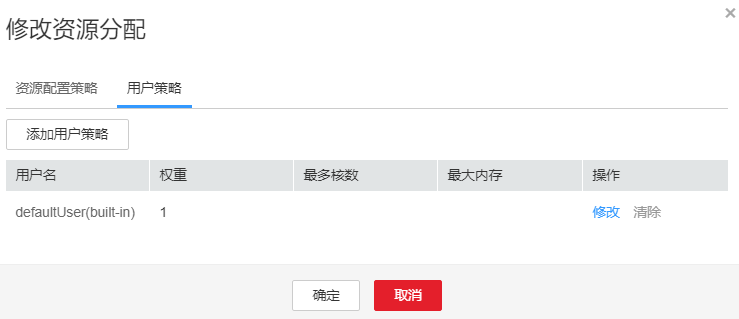 修改资源分配
×
资源配置策略 用户策略
添加用户策略
用户名 权重 最多核数 最大内存 操作
defaultUser(built-in) 1 修改 清除
确定 取消